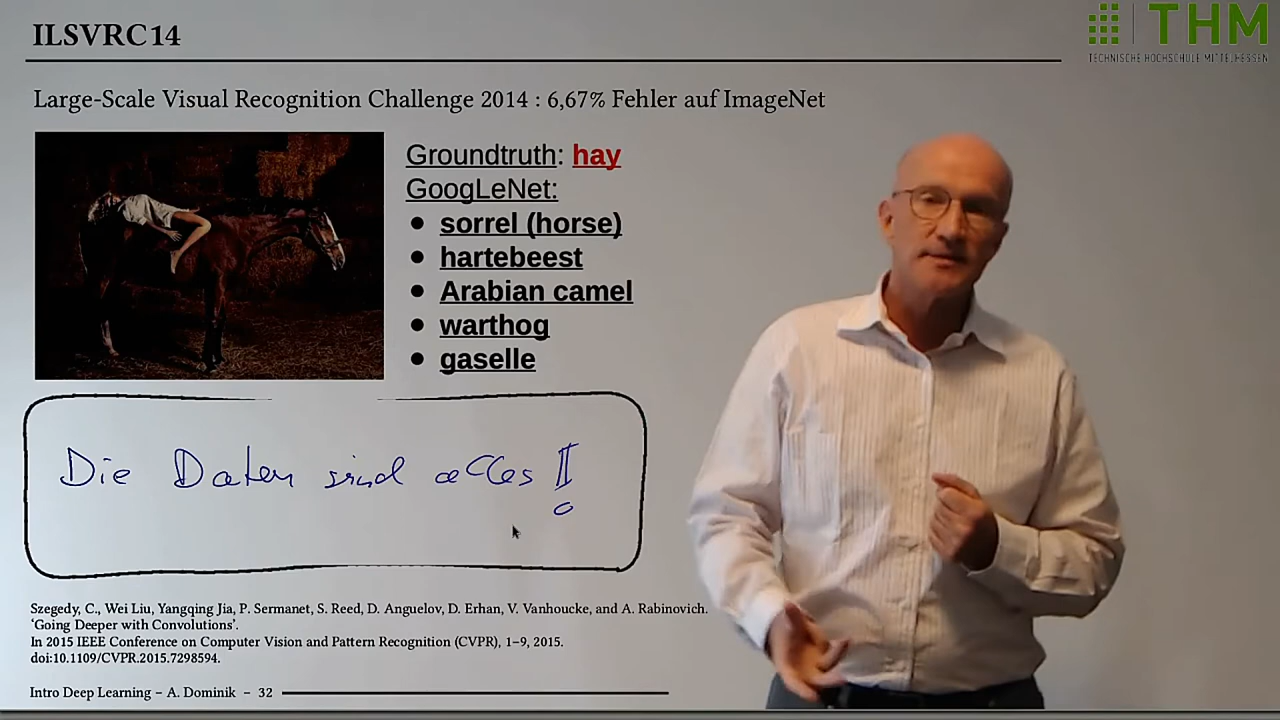 ILSVRC14
THM
TECHNISCHE HOCHSCHULE MITTELHESSEN
Large-Scale Visual Recognition Challenge 2014 : 6,67% Fehler auf ImageNet
Groundtruth: hay
GoogLeNet:
• sorrel (horse)
• hartebeest
• Arabian camel
• warthog
• gaselle
Die Daten sind alles !
Szegedy, C., Wei Liu, Yangqing Jia, P. Sermanet, S. Reed, D. Anguelov, D. Erhan, V. Vanhoucke, and A. Rabinovich.
‘Going Deeper with Convolutions’.
In 2015 IEEE Conference on Computer Vision and Pattern Recognition (CVPR), 1–9, 2015.
doi:10.1109/CVPR.2015.7298594.
Intro Deep Learning – A. Dominik – 32